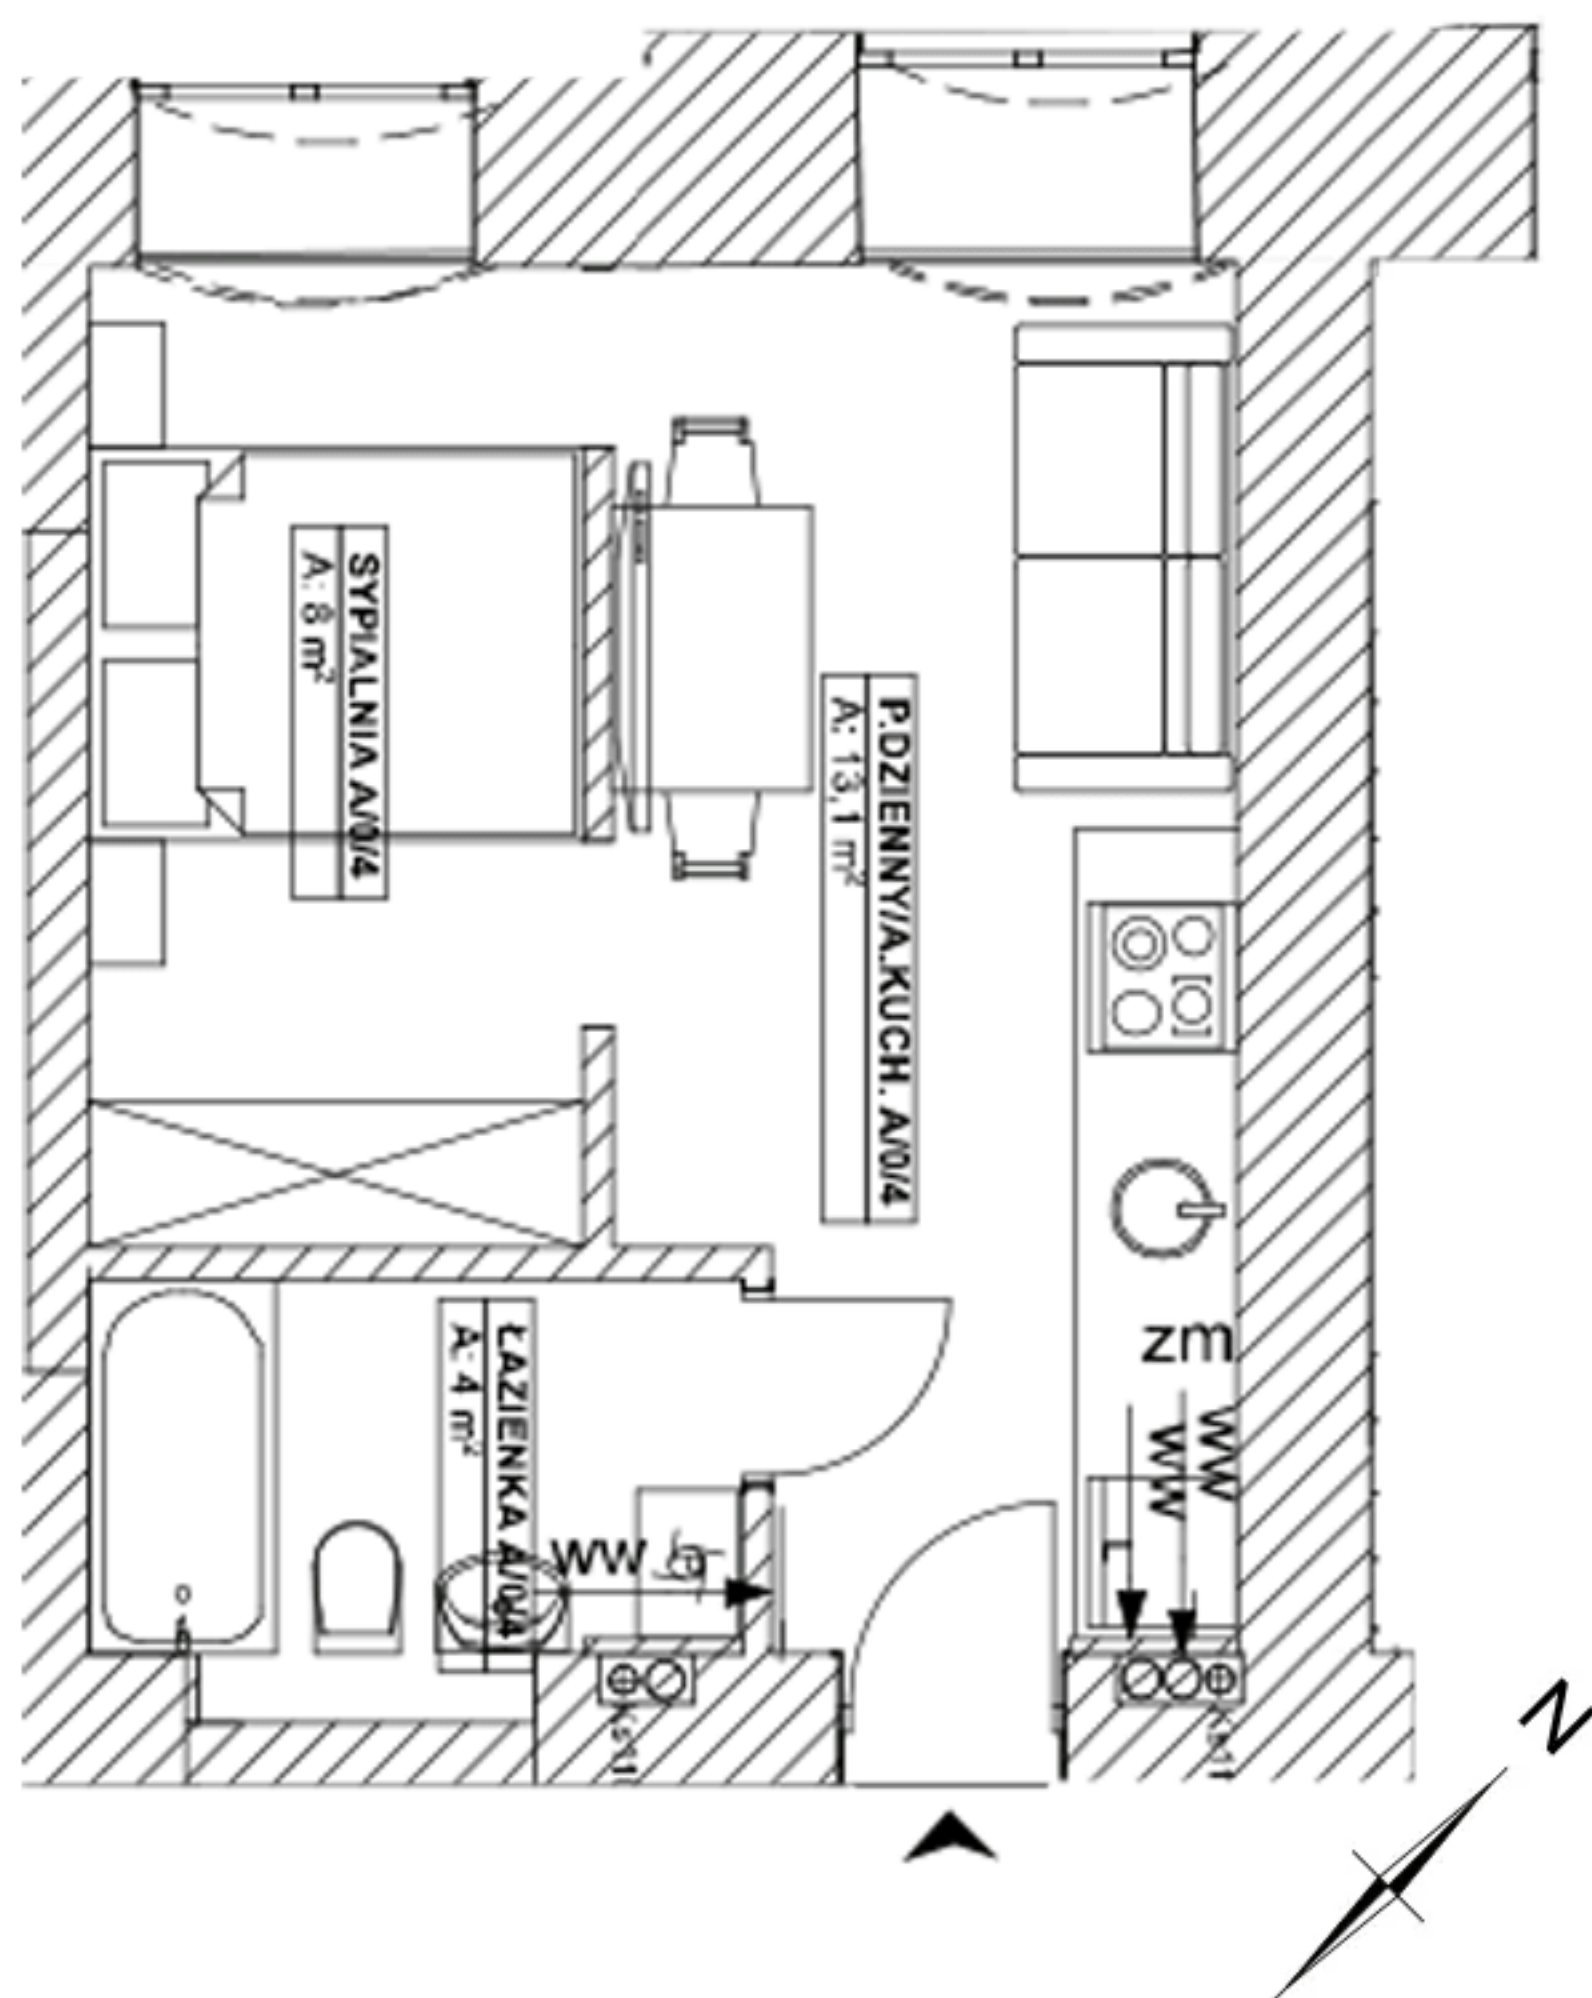 SYPIALNIA A/0/4
A: 8 m²
P.DZIENNY/A.KUCH. A/0/4
A: 13,1 m²
ŁAZIENKA A/0/4
A: 4 m²
zm
WW
WW
WW
L
N